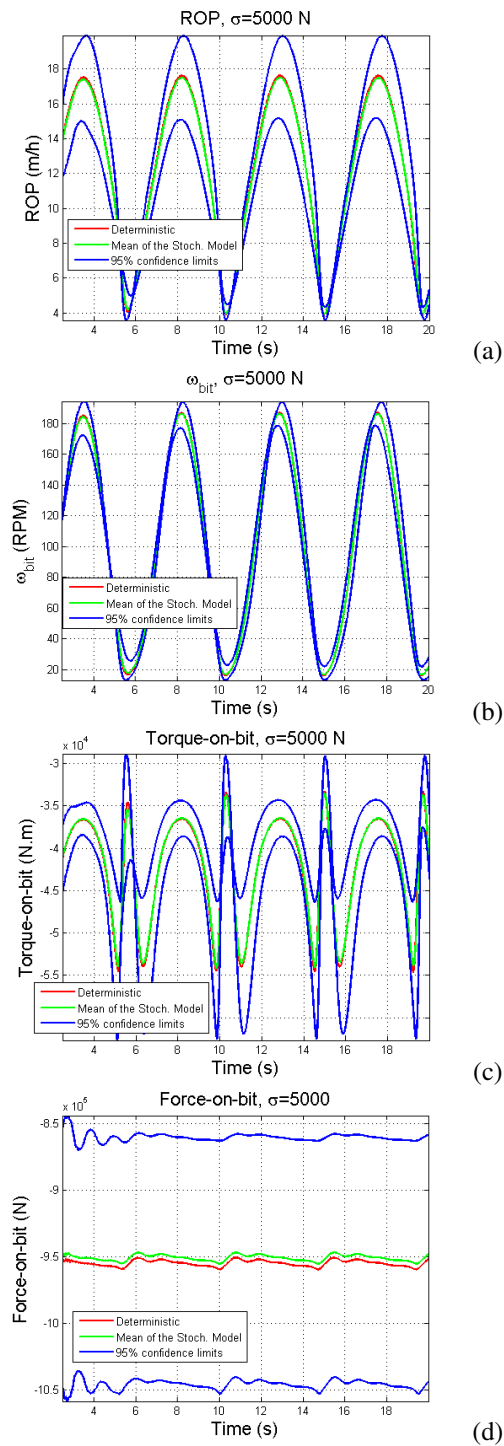 ROP, σ=5000 N
20
18
16
14
12
10
8
6
4
ROP (m/h)
Deterministic
Mean of the Stoch. Model
95% confidence limits
4 6 8 10 12 14 16 18 20
Time (s)
(a)
ω_bit, σ=5000 N
180
160
140
120
100
80
60
40
20
ω_bit (RPM)
Deterministic
Mean of the Stoch. Model
95% confidence limits
4 6 8 10 12 14 16 18 20
Time (s)
(b)
x 10⁴
Torque-on-bit, σ=5000 N
-3
-3.5
-4
-4.5
-5
-5.5
Torque-on-bit (N.m)
Deterministic
Mean of the Stoch. Model
95% confidence limits
4 6 8 10 12 14 16 18
Time (s)
(c)
x 10⁵
Force-on-bit, σ=5000
-8.5
-9
-9.5
-10
-10.5
Force-on-bit (N)
Deterministic
Mean of the Stoch. Model
95% confidence limits
4 6 8 10 12 14 16 18 20
Time (s)
(d)